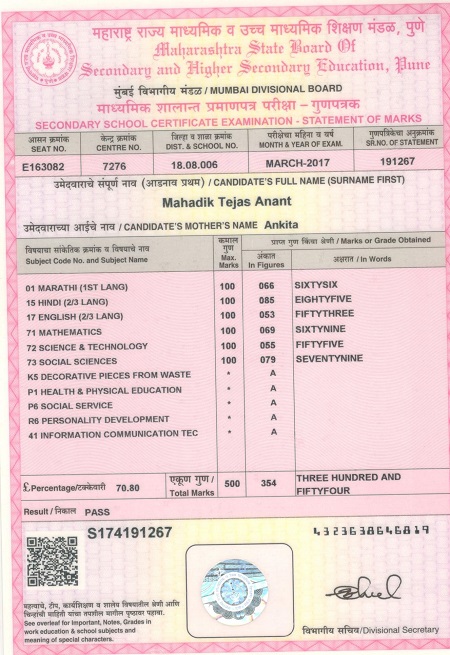 महाराष्ट्र राज्य माध्यमिक व उच्च माध्यमिक शिक्षण मंडळ, पुणे
Maharashtra State Board Of
Secondary and Higher Secondary Education, Pune
मुंबई विभागीय मंडळ / MUMBAI DIVISIONAL BOARD
माध्यमिक शालान्त प्रमाणपत्र परीक्षा – गुणपत्रक
SECONDARY SCHOOL CERTIFICATE EXAMINATION - STATEMENT OF MARKS
आसन क्रमांक केन्द्र क्रमांक जिल्हा व शाळा क्रमांक परीक्षेचा महिना व वर्ष गुणपत्रिकेचा अनुक्रमांक
SEAT NO. CENTRE NO. DIST. & SCHOOL NO. MONTH & YEAR OF EXAM. SR.NO. OF STATEMENT
E163082 7276 18.08.006 MARCH-2017 191267
उमेदवाराचे संपूर्ण नाव (आडनाव प्रथम) / CANDIDATE'S FULL NAME (SURNAME FIRST)
Mahadik Tejas Anant
उमेदवाराच्या आईचे नाव / CANDIDATE'S MOTHER'S NAME Ankita
विषयाचा सांकेतिक क्रमांक व विषयाचे नाव
Subject Code No. and Subject Name
कमाल गुण
Max. Marks
प्राप्त गुण किंवा श्रेणी / Marks or Grade Obtained
अंकात
In Figures
अक्षरात / In Words
01 MARATHI (1ST LANG) 100 066 SIXTYSIX
15 HINDI (2/3 LANG) 100 085 EIGHTYFIVE
17 ENGLISH (2/3 LANG) 100 053 FIFTYTHREE
71 MATHEMATICS 100 069 SIXTYNINE
72 SCIENCE & TECHNOLOGY 100 055 FIFTYFIVE
73 SOCIAL SCIENCES 100 079 SEVENTYNINE
K5 DECORATIVE PIECES FROM WASTE * A
P1 HEALTH & PHYSICAL EDUCATION * A
P6 SOCIAL SERVICE * A
R6 PERSONALITY DEVELOPMENT * A
41 INFORMATION COMMUNICATION TEC * A
£ Percentage/टक्केवारी 70.80 एकूण गुण / Total Marks 500 354 THREE HUNDRED AND
FIFTYFOUR
Result / निकाल PASS
S174191267
4323638646819
महत्वाचे, टीप, कार्यशिक्षण व शालेय विषयातील श्रेणी आणि
चिन्हांची माहिती यांचा तपशील मागील पृष्ठावर पहावा.
See overleaf for Important, Notes, Grades in
work education & school subjects and
meaning of special characters.
विभागीय सचिव/Divisional Secretary